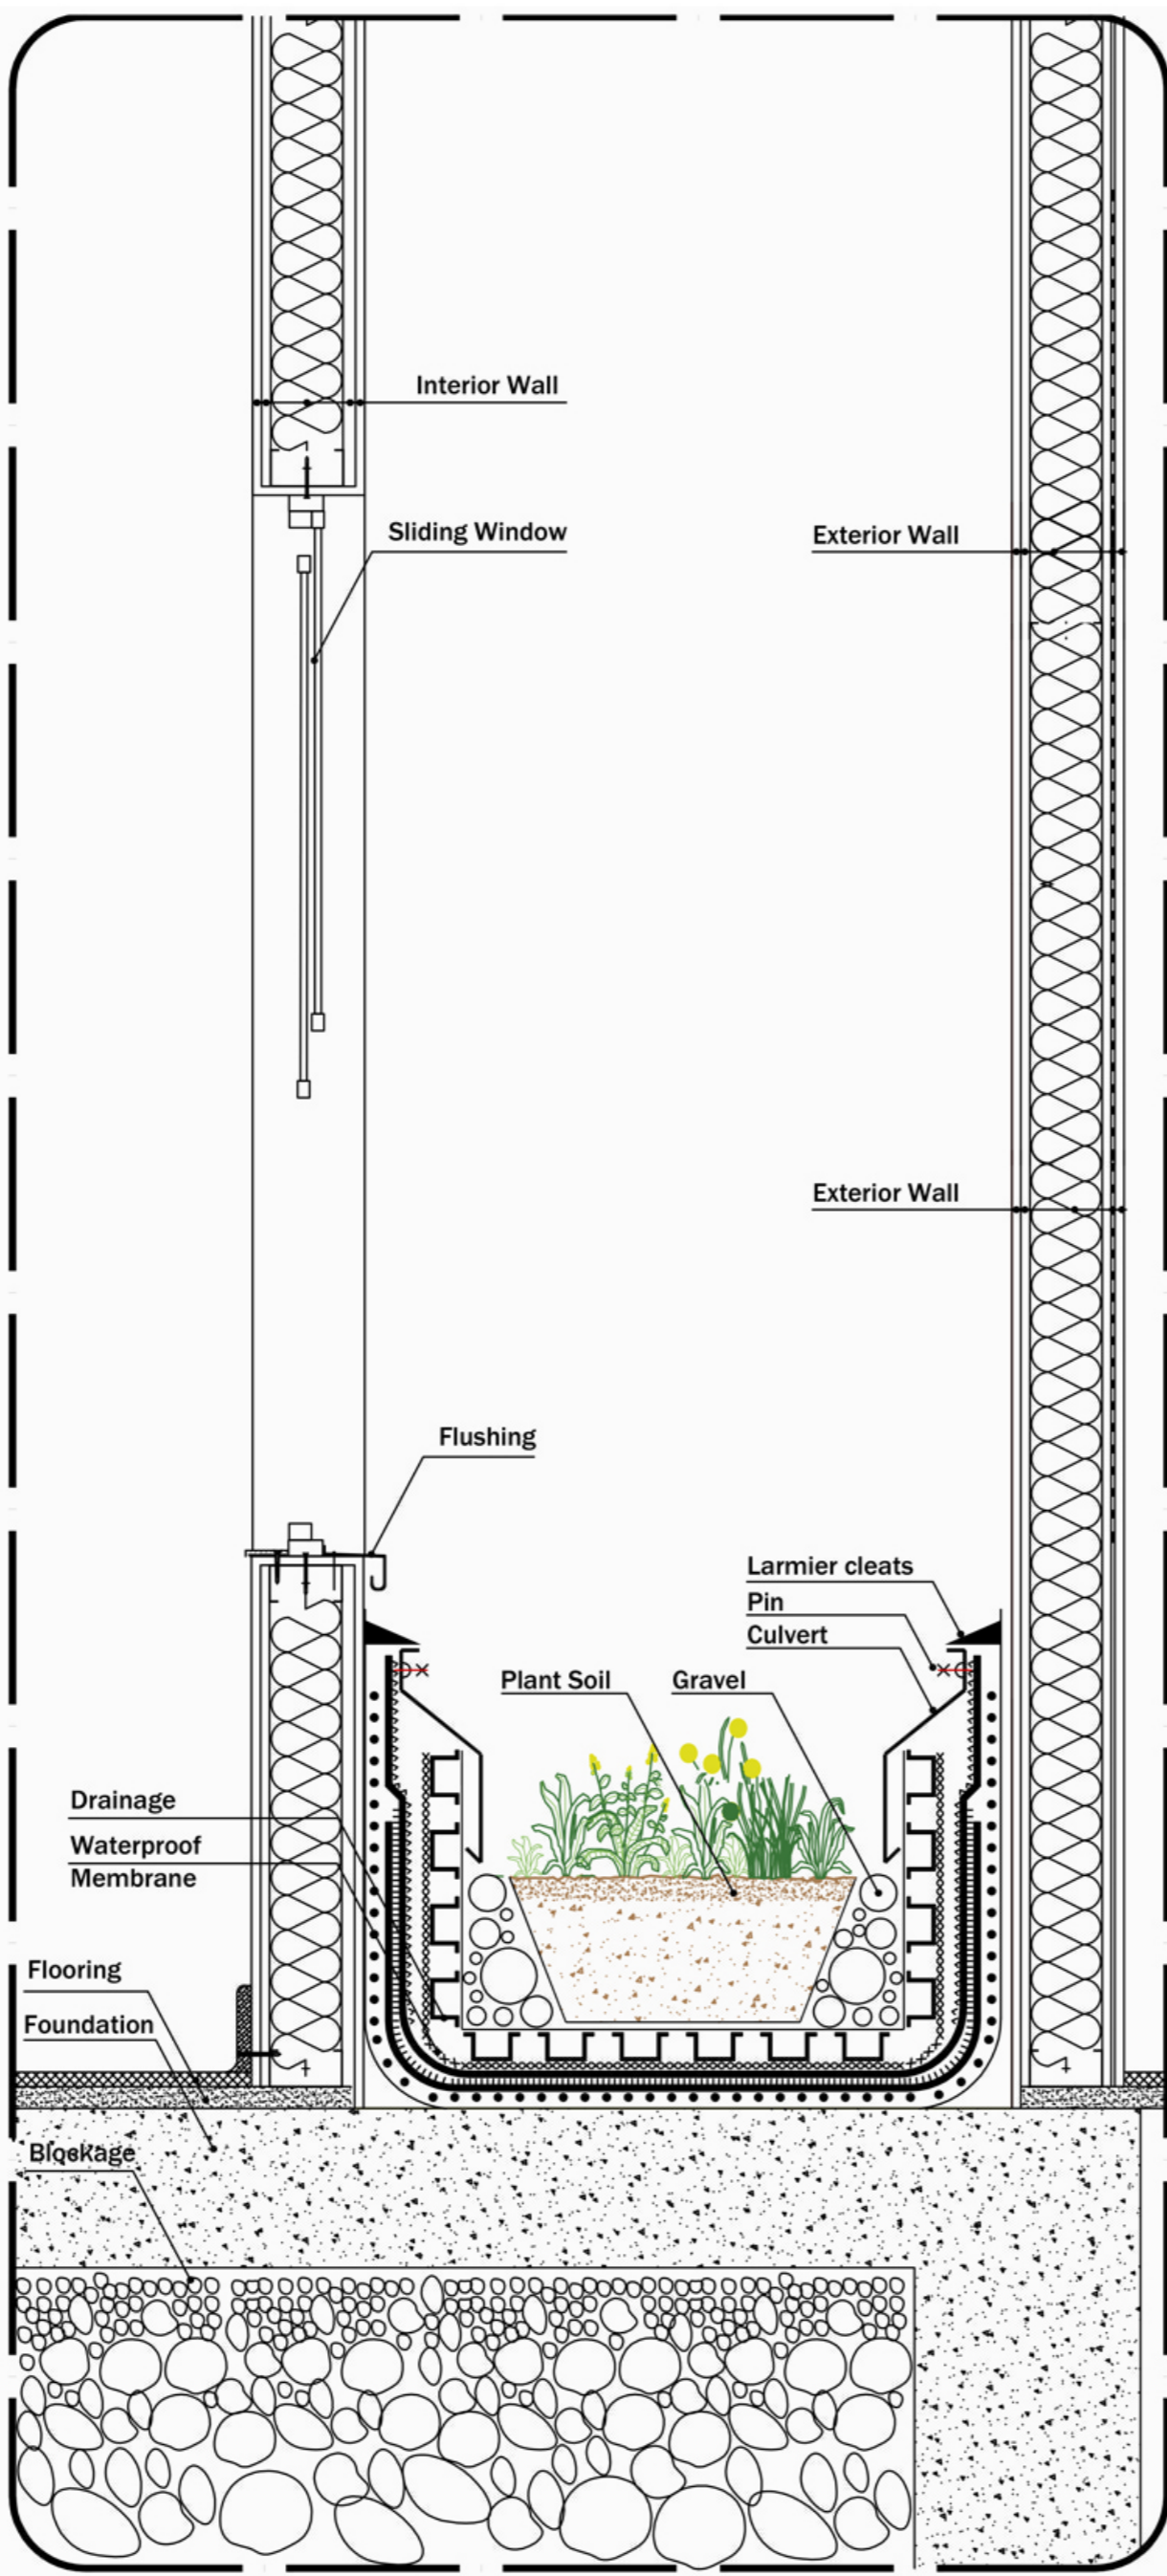 Interior Wall
Sliding Window
Exterior Wall
Exterior Wall
Flushing
Larmier cleats
Pin
Culvert
Plant Soil
Gravel
Drainage
Waterproof
Membrane
Flooring
Foundation
Blockage